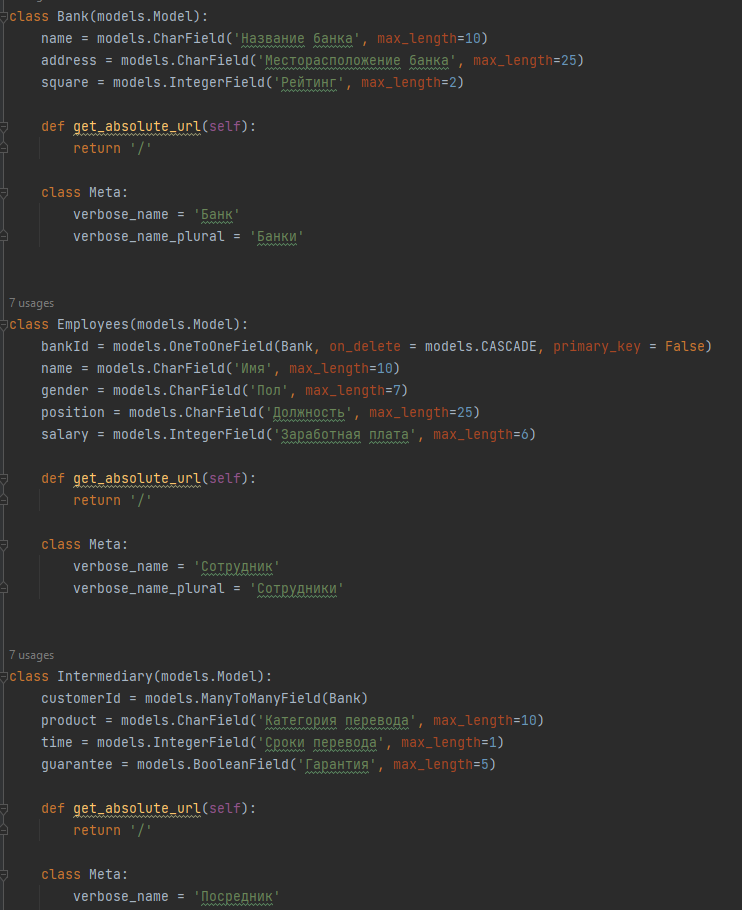 class Bank(models.Model):
    name = models.CharField('Название банка', max_length=10)
    address = models.CharField('Месторасположение банка', max_length=25)
    square = models.IntegerField('Рейтинг', max_length=2)
    def get_absolute_url(self):
        return '/'
    class Meta:
        verbose_name = 'Банк'
        verbose_name_plural = 'Банки'
7 usages
class Employees(models.Model):
    bankId = models.OneToOneField(Bank, on_delete = models.CASCADE, primary_key = False)
    name = models.CharField('Имя', max_length=10)
    gender = models.CharField('Пол', max_length=7)
    position = models.CharField('Должность', max_length=25)
    salary = models.IntegerField('Заработная плата', max_length=6)
    def get_absolute_url(self):
        return '/'
    class Meta:
        verbose_name = 'Сотрудник'
        verbose_name_plural = 'Сотрудники'
7 usages
class Intermediary(models.Model):
    customerId = models.ManyToManyField(Bank)
    product = models.CharField('Категория перевода', max_length=10)
    time = models.IntegerField('Сроки перевода', max_length=1)
    guarantee = models.BooleanField('Гарантия', max_length=5)
    def get_absolute_url(self):
        return '/'
    class Meta:
        verbose_name = 'Посредник'